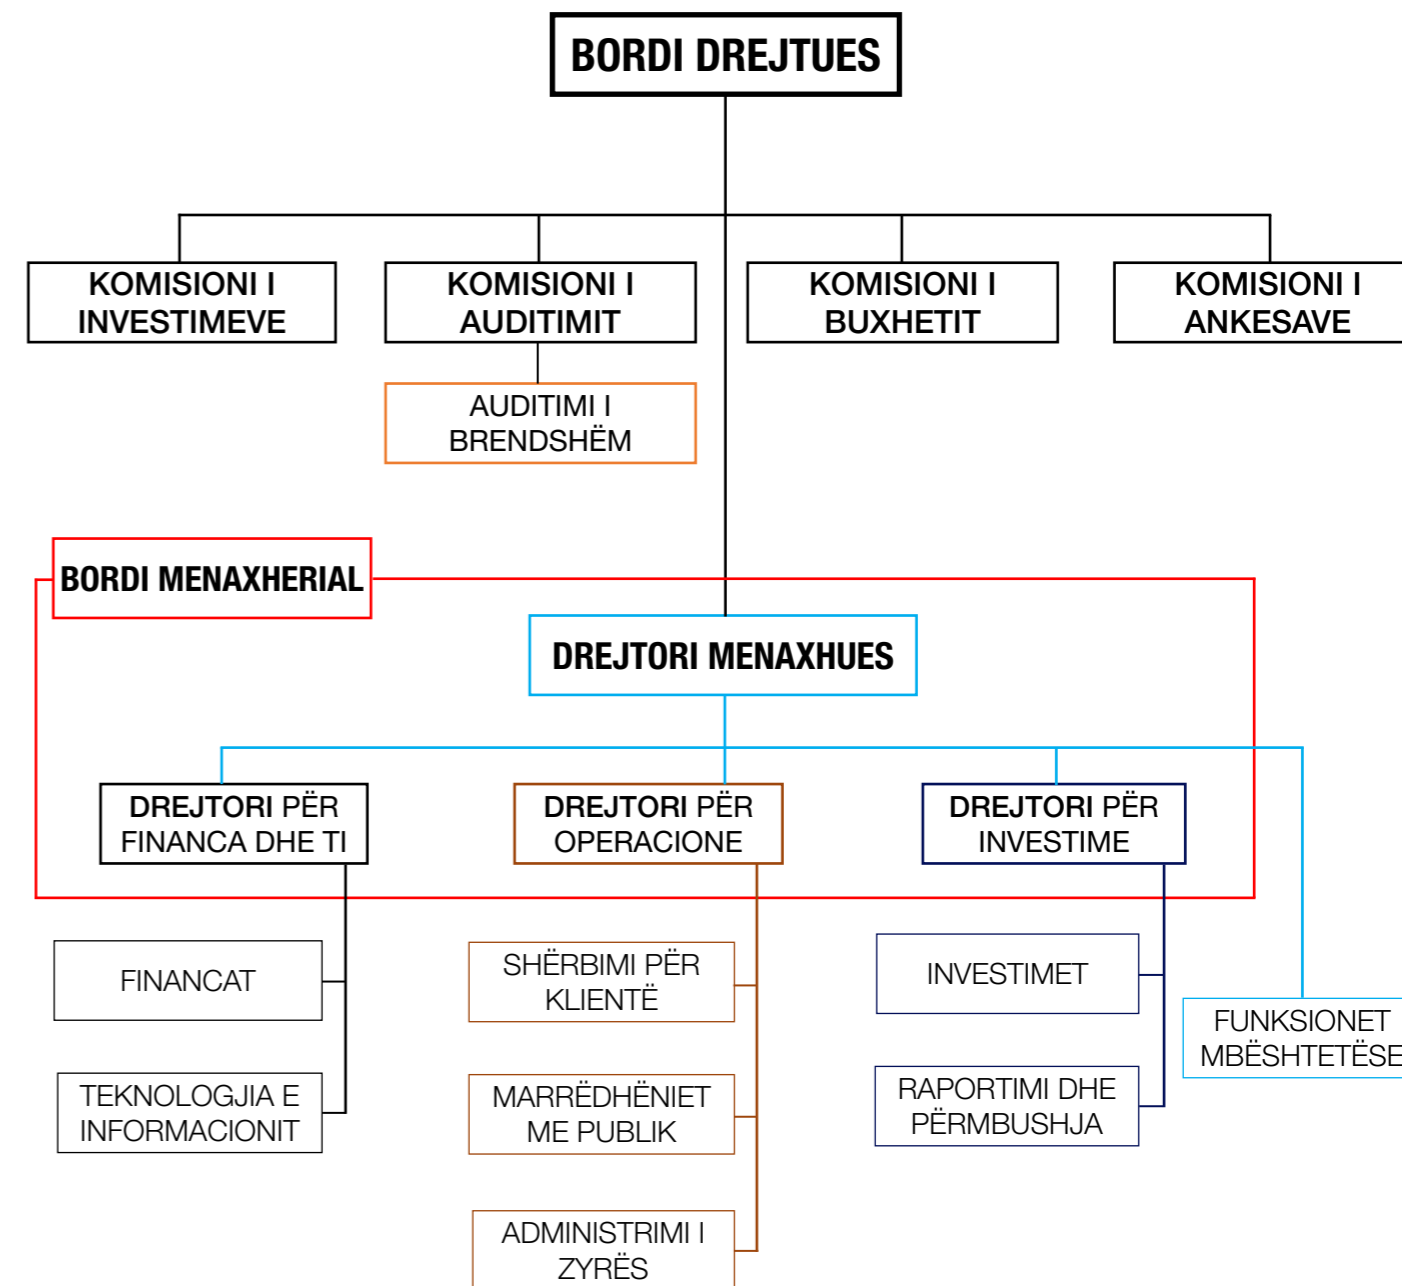 BORDI DREJTUES
KOMISIONI I
INVESTIMEVE
KOMISIONI I
AUDITIMIT
KOMISIONI I
BUXHETIT
KOMISIONI I
ANKESAVE
AUDITIMI I
BRENDSHËM
BORDI MENAXHERIAL
DREJTORI MENAXHUES
DREJTORI PËR
FINANCA DHE TI
DREJTORI PËR
OPERACIONE
DREJTORI PËR
INVESTIME
FINANCAT
SHËRBIMI PËR
KLIENTË
INVESTIMET
FUNKSIONET
MBËSHTETËSE
TEKNOLOGJIA E
INFORMACIONIT
MARRËDHËNIET
ME PUBLIK
RAPORTIMI DHE
PËRMBUSHJA
ADMINISTRIMI I
ZYRËS